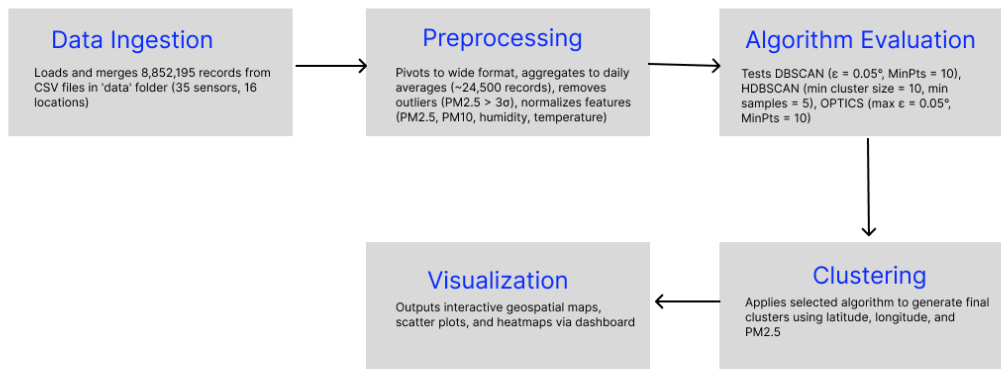 Data Ingestion
Loads and merges 8,852,195 records from
CSV files in 'data' folder (35 sensors, 16
locations)
Preprocessing
Pivots to wide format, aggregates to daily
averages (~24,500 records), removes
outliers (PM2.5 > 3σ), normalizes features
(PM2.5, PM10, humidity, temperature)
Algorithm Evaluation
Tests DBSCAN (ε = 0.05°, MinPts = 10),
HDBSCAN (min cluster size = 10, min
samples = 5), OPTICS (max ε = 0.05°,
MinPts = 10)
Clustering
Applies selected algorithm to generate final
clusters using latitude, longitude, and
PM2.5
Visualization
Outputs interactive geospatial maps,
scatter plots, and heatmaps via dashboard